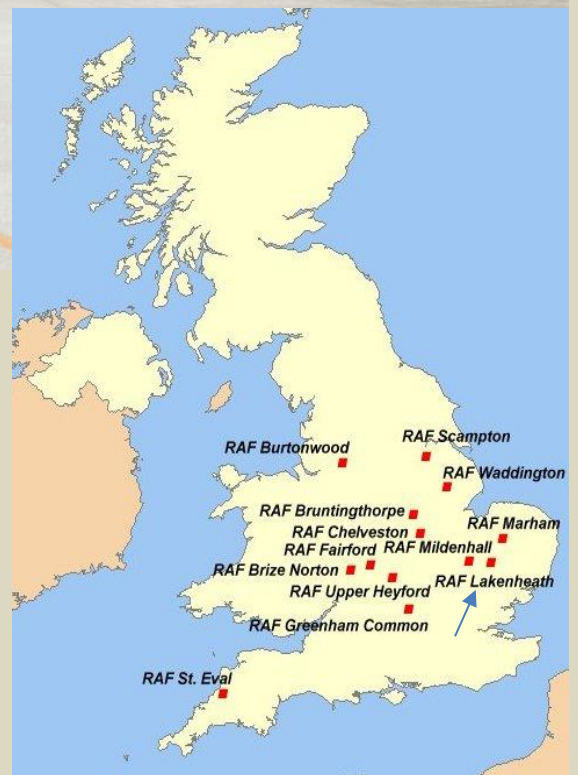 RAF Scampton
RAF Burtonwood
RAF Waddington
RAF Bruntingthorpe
RAF Marham
RAF Chelveston
RAF Fairford
RAF Mildenhall
RAF Brize Norton
RAF Lakenheath
RAF Upper Heyford
RAF Greenham Common
RAF St. Eval